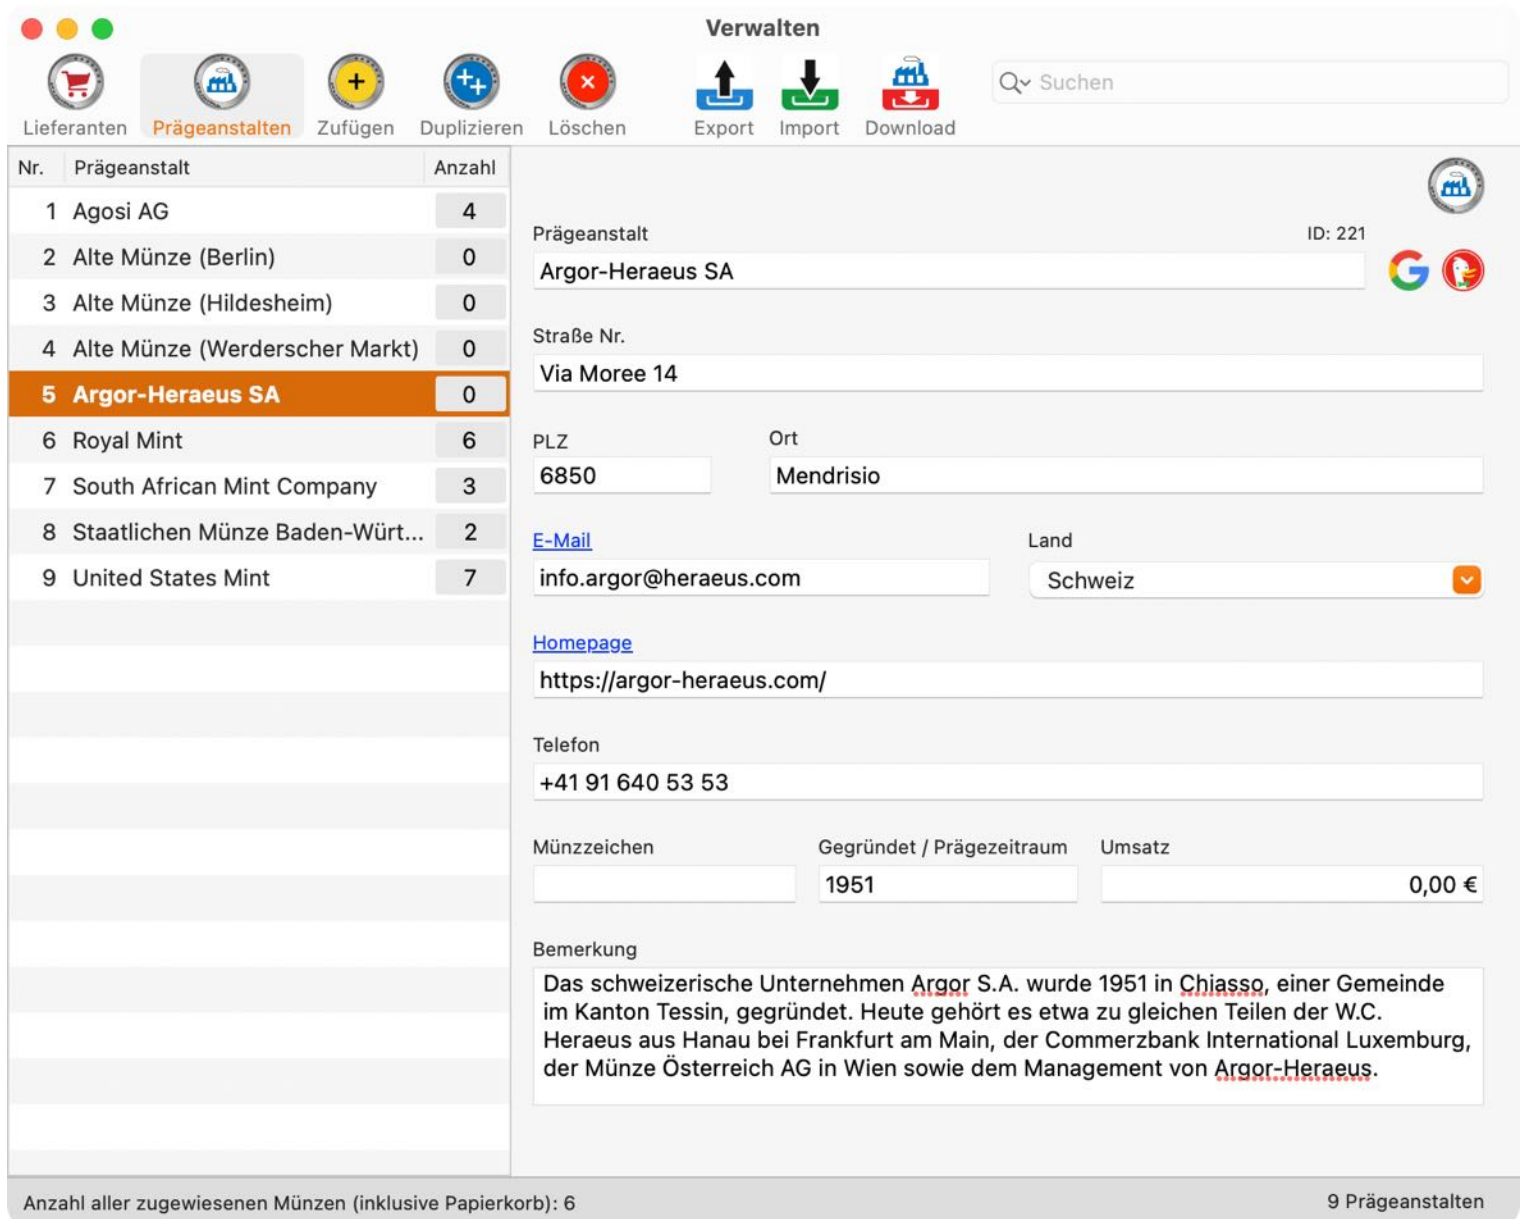 Verwalten
Lieferanten Prägeanstalten Zufügen Duplizieren Löschen Export Import Download Suchen
Nr. Prägeanstalt Anzahl
1 Agosi AG 4
2 Alte Münze (Berlin) 0
3 Alte Münze (Hildesheim) 0
4 Alte Münze (Werderscher Markt) 0
5 Argor-Heraeus SA 0
6 Royal Mint 6
7 South African Mint Company 3
8 Staatlichen Münze Baden-Würt... 2
9 United States Mint 7
Prägeanstalt ID: 221
Argor-Heraeus SA
Straße Nr.
Via Moree 14
PLZ Ort
6850 Mendrisio
E-Mail Land
info.argor@heraeus.com Schweiz
Homepage
https://argor-heraeus.com/
Telefon
+41 91 640 53 53
Münzzeichen Gegründet / Prägezeitraum Umsatz
1951 0,00 €
Bemerkung
Das schweizerische Unternehmen Argor S.A. wurde 1951 in Chiasso, einer Gemeinde
im Kanton Tessin, gegründet. Heute gehört es etwa zu gleichen Teilen der W.C.
Heraeus aus Hanau bei Frankfurt am Main, der Commerzbank International Luxemburg,
der Münze Österreich AG in Wien sowie dem Management von Argor-Heraeus.
Anzahl aller zugewiesenen Münzen (inklusive Papierkorb): 6 9 Prägeanstalten